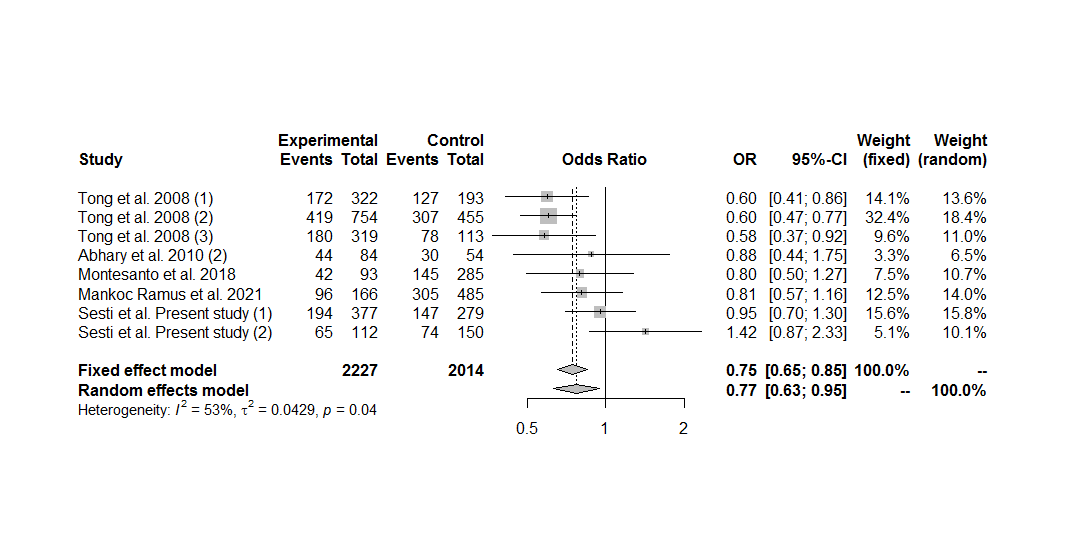 Experimental Control Weight Weight
Study Events Total Events Total Odds Ratio OR 95%-CI (fixed) (random)
Tong et al. 2008 (1) 172 322 127 193 0.60 [0.41; 0.86] 14.1% 13.6%
Tong et al. 2008 (2) 419 754 307 455 0.60 [0.47; 0.77] 32.4% 18.4%
Tong et al. 2008 (3) 180 319 78 113 0.58 [0.37; 0.92] 9.6% 11.0%
Abhary et al. 2010 (2) 44 84 30 54 0.88 [0.44; 1.75] 3.3% 6.5%
Montesanto et al. 2018 42 93 145 285 0.80 [0.50; 1.27] 7.5% 10.7%
Mankoc Ramus et al. 2021 96 166 305 485 0.81 [0.57; 1.16] 12.5% 14.0%
Sesti et al. Present study (1) 194 377 147 279 0.95 [0.70; 1.30] 15.6% 15.8%
Sesti et al. Present study (2) 65 112 74 150 1.42 [0.87; 2.33] 5.1% 10.1%
Fixed effect model 2227 2014 0.75 [0.65; 0.85] 100.0% --
Random effects model 0.77 [0.63; 0.95] -- 100.0%
Heterogeneity: I² = 53%, τ² = 0.0429, p = 0.04
0.5 1 2